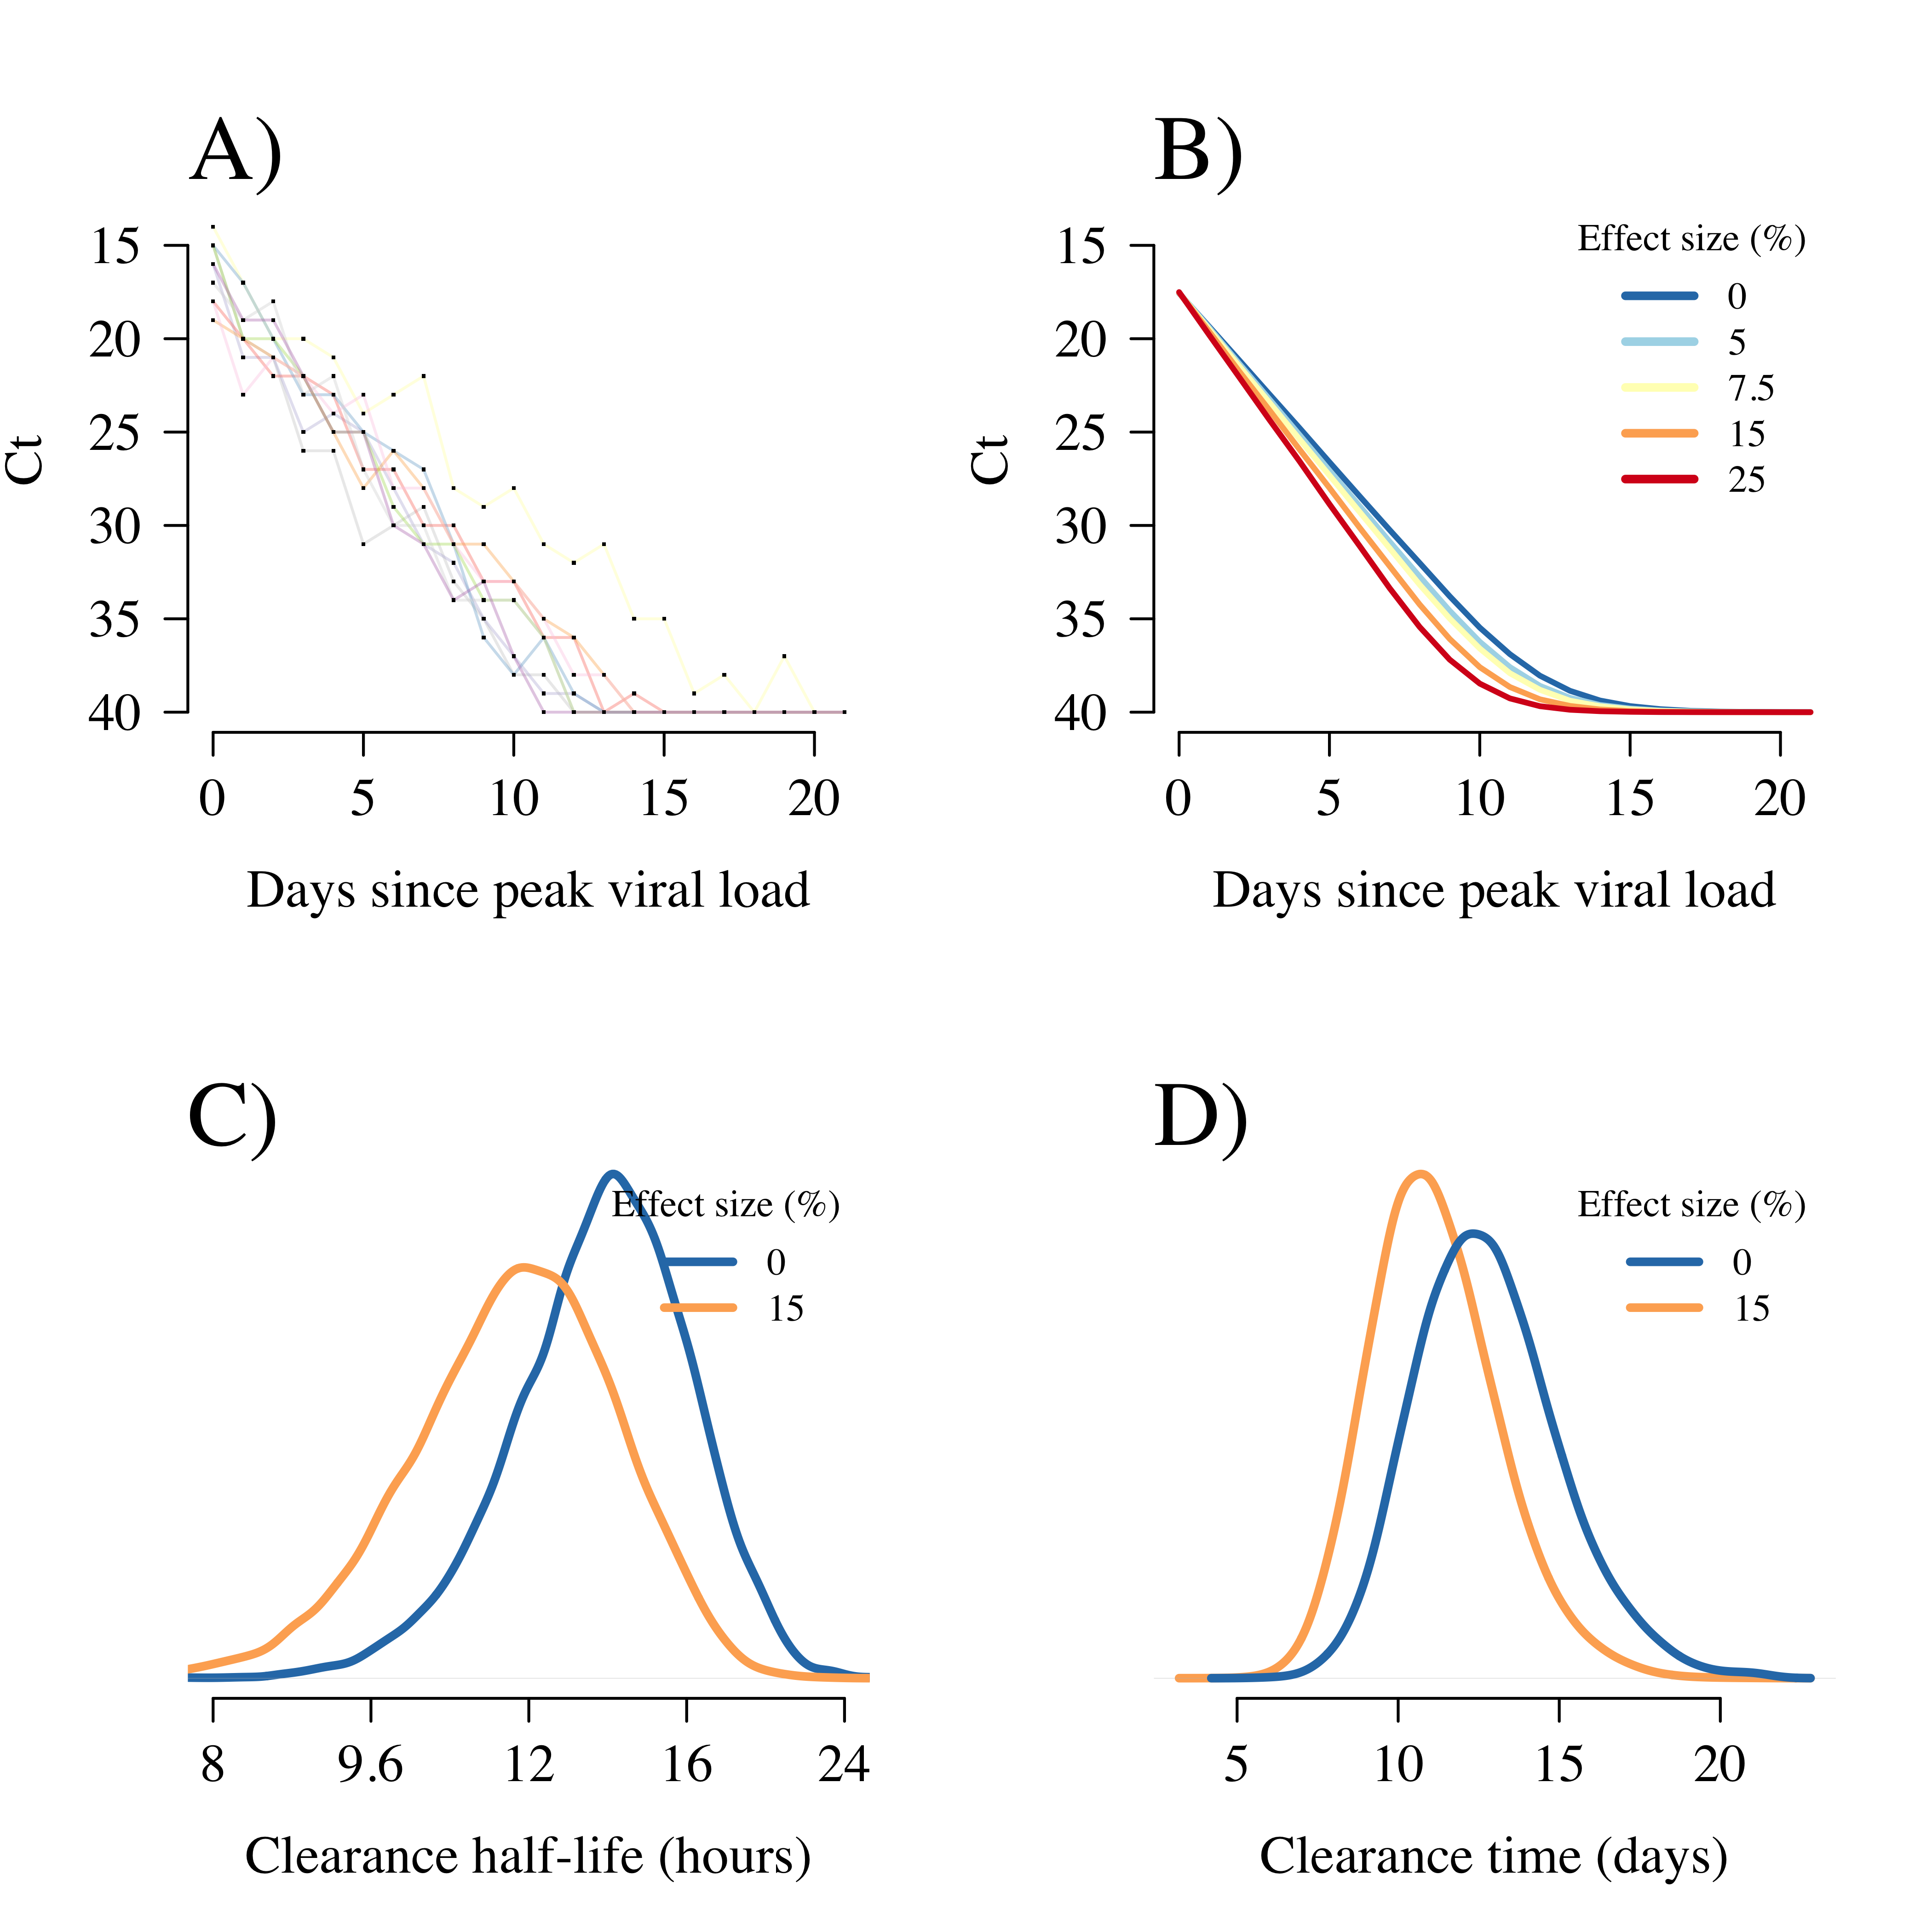 A)
15
20
25
30
35
40
Ct
0 5 10 15 20
Days since peak viral load
B)
15
20
25
30
35
40
Ct
Effect size (%)
0
5
7.5
15
25
0 5 10 15 20
Days since peak viral load
C)
Effect size (%)
0
15
8 9.6 12 16 24
Clearance half-life (hours)
D)
Effect size (%)
0
15
5 10 15 20
Clearance time (days)